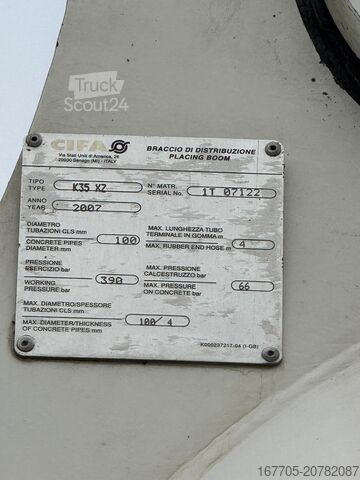 Truck
Scout24
CIFA
Via Stati Uniti d'America, 26
20030 Senago (MI) - ITALY
BRACCIO DI DISTRIBUZIONE
PLACING BOOM
TIPO
TYPE
K35 XZ
N° MATR.
SERIAL No.
1T 07122
ANNO
YEAR
2007
DIAMETRO
TUBAZIONI CLS mm
CONCRETE PIPES
DIAMETER mm
100
MAX. LUNGHEZZA TUBO
TERMINALE IN GOMMA m
MAX. RUBBER END HOSE m
4
PRESSIONE
ESERCIZIO bar
WORKING
PRESSURE bar
390
MAX. PRESSIONE
CALCESTRUZZO bar
MAX. PRESSURE
ON CONCRETE bar
66
MAX. DIAMETRO/SPESSORE
TUBAZIONI CLS mm
MAX. DIAMETER/THICKNESS
OF CONCRETE PIPES mm
100/ 4
K000237217-04 (I-GB)
167705-20782087